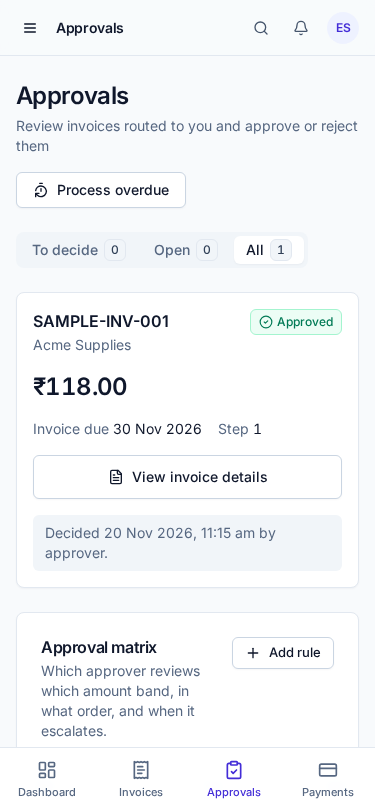 Approvals
ES
Approvals
Review invoices routed to you and approve or reject
them
Process overdue
To decide 0 Open 0 All 1
SAMPLE-INV-001
Approved
Acme Supplies
₹118.00
Invoice due 30 Nov 2026 Step 1
View invoice details
Decided 20 Nov 2026, 11:15 am by
approver.
Approval matrix
Add rule
Which approver reviews
which amount band, in
what order, and when it
escalates.
Dashboard Invoices Approvals Payments